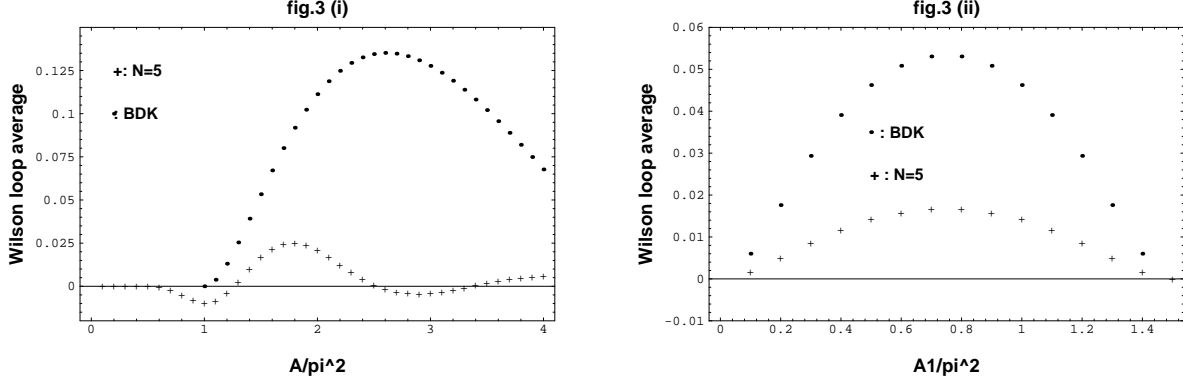 fig.3 (i)
Wilson loop average
0.125
0.1
0.075
0.05
0.025
0
+: N=5
: BDK
0 1 2 3 4
A/pi^2
fig.3 (ii)
Wilson loop average
0.06
0.05
0.04
0.03
0.02
0.01
0
-0.01
: BDK
+ : N=5
0 0.2 0.4 0.6 0.8 1 1.2 1.4
A1/pi^2